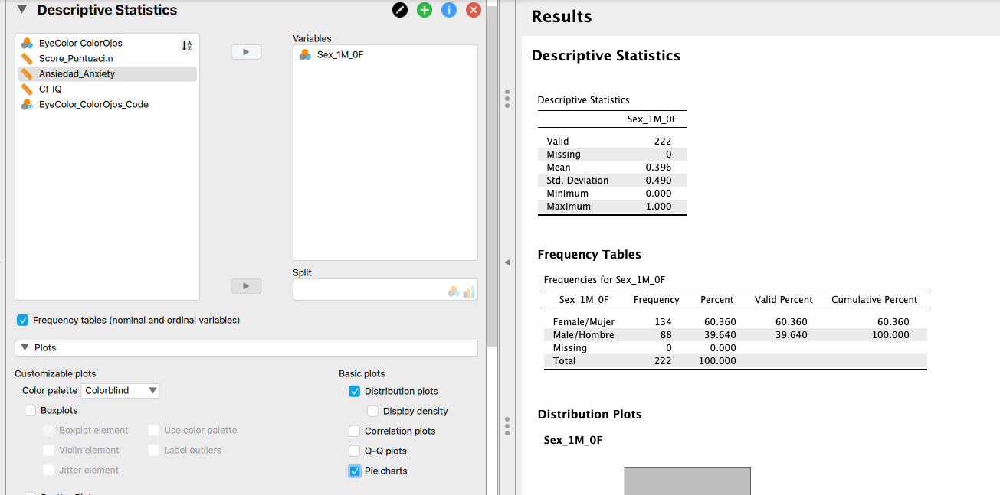 Descriptive Statistics
EyeColor_ColorOjos
Score_Puntuaci.n
Ansiedad_Anxiety
CI_IQ
EyeColor_ColorOjos_Code
Variables
Sex_1M_0F
Split
Frequency tables (nominal and ordinal variables)
Plots
Customizable plots
Color palette Colorblind
Boxplots
Boxplot element Use color palette
Violin element Label outliers
Jitter element
Basic plots
Distribution plots
Display density
Correlation plots
Q-Q plots
Pie charts
Results
Descriptive Statistics
Descriptive Statistics
Sex_1M_0F
Valid 222
Missing 0
Mean 0.396
Std. Deviation 0.490
Minimum 0.000
Maximum 1.000
Frequency Tables
Frequencies for Sex_1M_0F
Sex_1M_0F Frequency Percent Valid Percent Cumulative Percent
Female/Mujer 134 60.360 60.360 60.360
Male/Hombre 88 39.640 39.640 100.000
Missing 0 0.000
Total 222 100.000
Distribution Plots
Sex_1M_0F